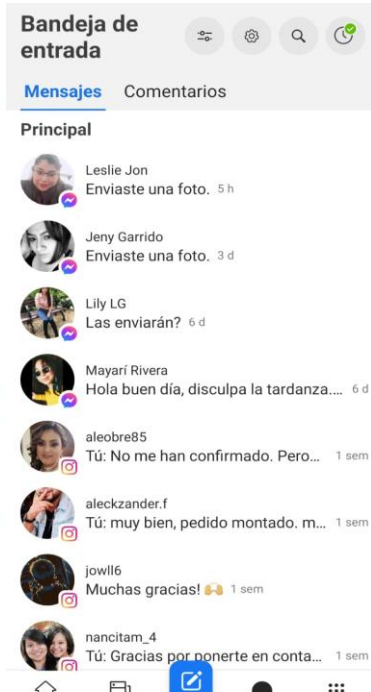 Bandeja de
entrada
Mensajes Comentarios
Principal
Leslie Jon
Enviaste una foto. 5 h
Jeny Garrido
Enviaste una foto. 3 d
Lily LG
Las enviarán? 6 d
Mayarí Rivera
Hola buen día, disculpa la tardanza.... 6 d
aleobre85
Tú: No me han confirmado. Pero... 1 sem
aleckzander.f
Tú: muy bien, pedido montado. m... 1 sem
jowll6
Muchas gracias! 🙌🏼 1 sem
nancitam_4
Tú: Gracias por ponerte en conta... 1 sem